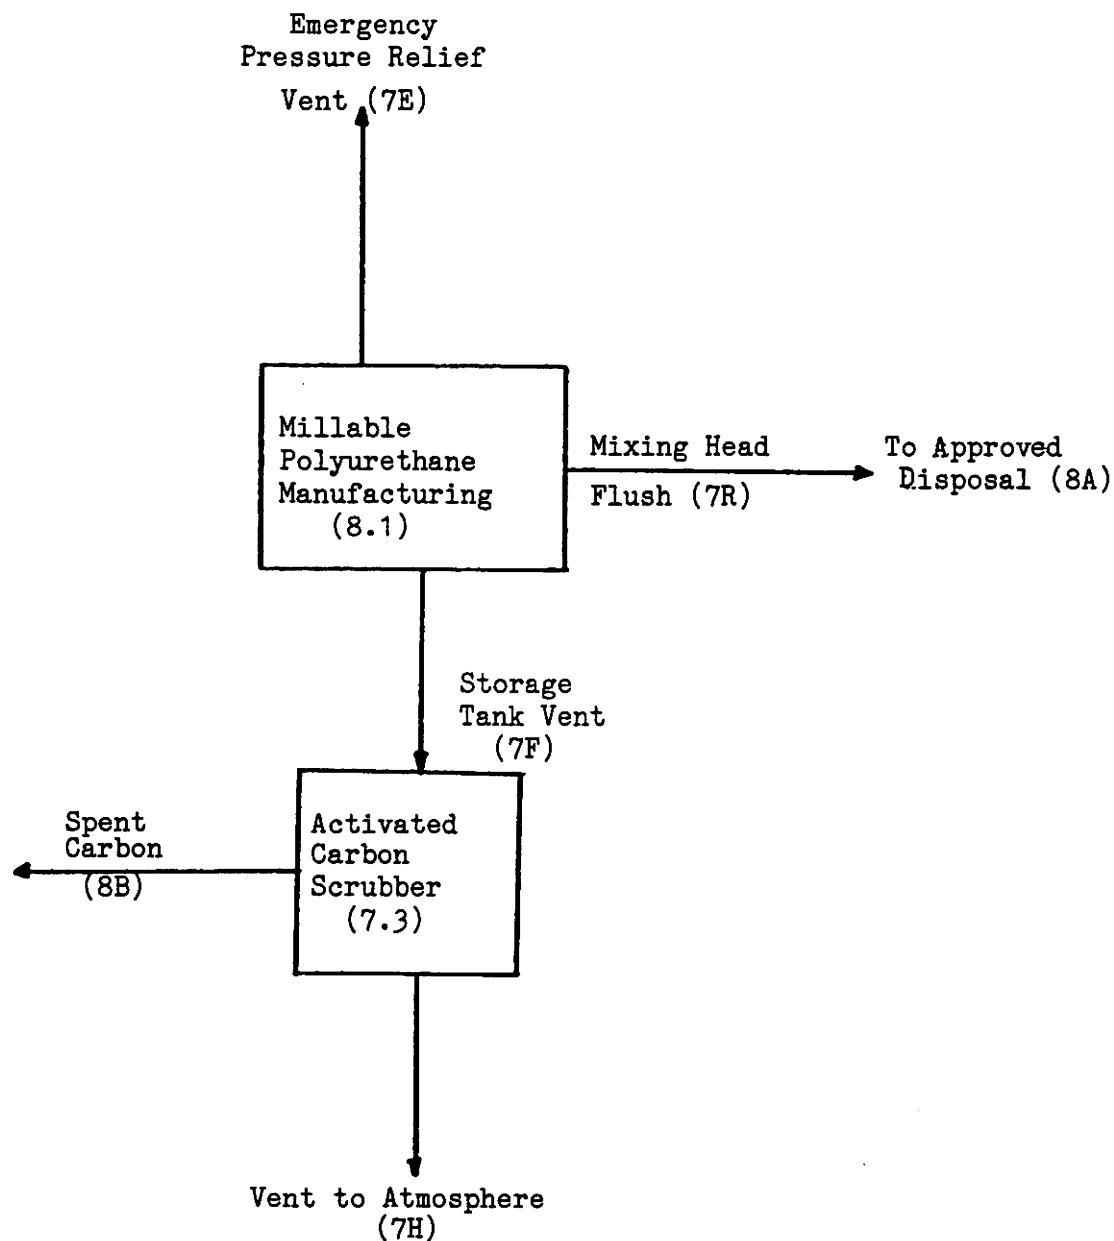 Emergency
Pressure Relief
Vent (7E)
Millable
Polyurethane
Manufacturing
(8.1)
Mixing Head
Flush (7R)
To Approved
Disposal (8A)
Storage
Tank Vent
(7F)
Spent
Carbon
(8B)
Activated
Carbon
Scrubber
(7.3)
Vent to Atmosphere
(7H)